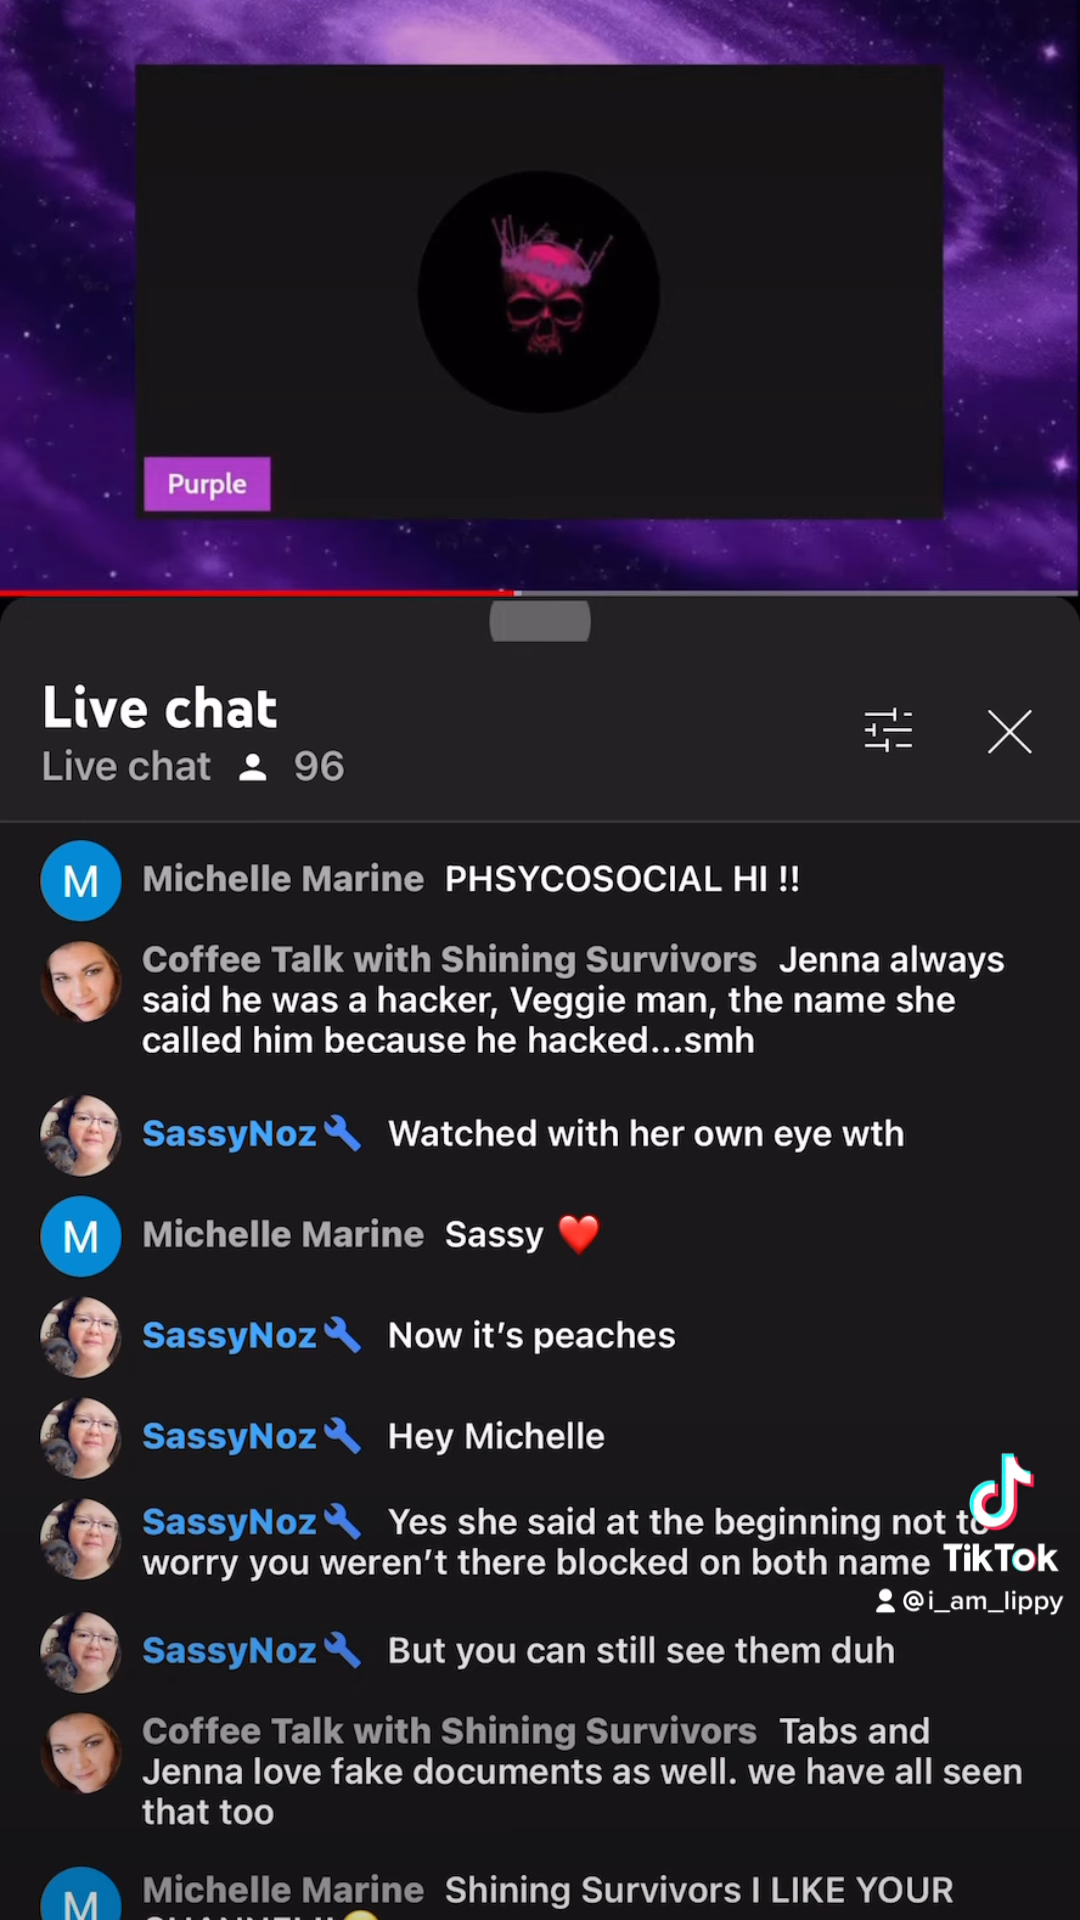 Purple
Live chat
Live chat 96
M Michelle Marine PHSYCOSOCIAL HI !!
Coffee Talk with Shining Survivors Jenna always
said he was a hacker, Veggie man, the name she
called him because he hacked...smh
SassyNoz Watched with her own eye wth
M Michelle Marine Sassy ❤️
SassyNoz Now it's peaches
SassyNoz Hey Michelle
SassyNoz Yes she said at the beginning not to
worry you weren't there blocked on both name
TikTok
@i_am_lippy
SassyNoz But you can still see them duh
Coffee Talk with Shining Survivors Tabs and
Jenna love fake documents as well. we have all seen
that too
M Michelle Marine Shining Survivors I LIKE YOUR